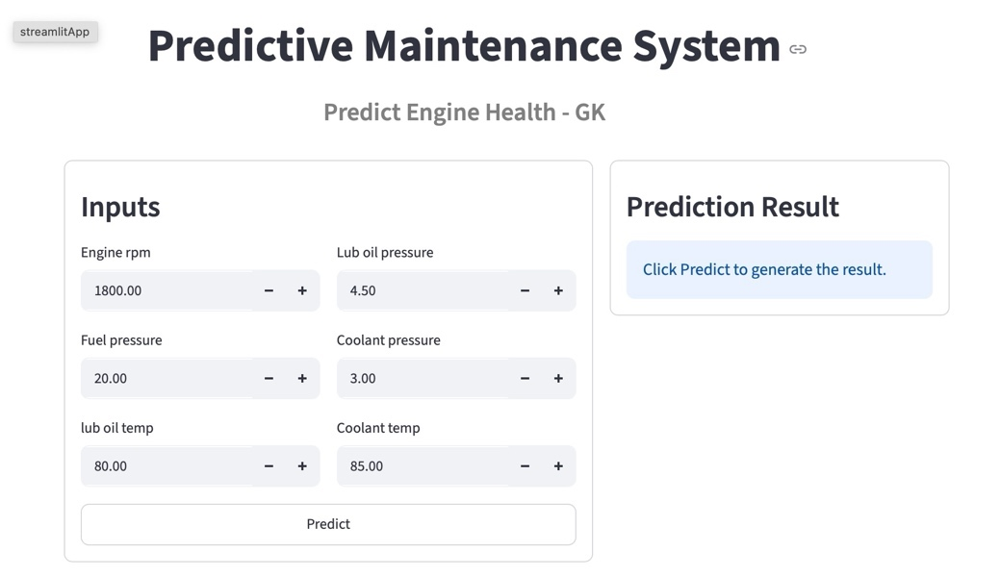 streamlitApp
Predictive Maintenance System
Predict Engine Health - GK
Inputs
Engine rpm
1800.00
Lub oil pressure
4.50
Fuel pressure
20.00
Coolant pressure
3.00
lub oil temp
80.00
Coolant temp
85.00
Predict
Prediction Result
Click Predict to generate the result.